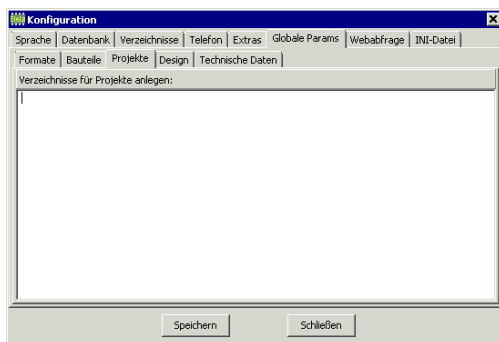 Konfiguration
Sprache Datenbank Verzeichnisse Telefon Extras Globale Params Webabfrage INI-Datei
Formate Bauteile Projekte Design Technische Daten
Verzeichnisse für Projekte anlegen:
Speichern Schließen